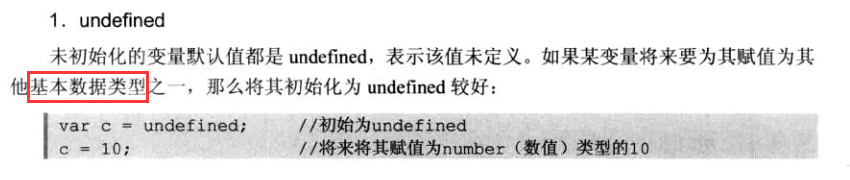 1. undefined
未初始化的变量默认值都是 undefined，表示该值未定义。如果某变量将来要为其赋值为其
他基本数据类型之一，那么将其初始化为 undefined 较好：
var c = undefined; //初始为undefined
c = 10; //将来将其赋值为number（数值）类型的10